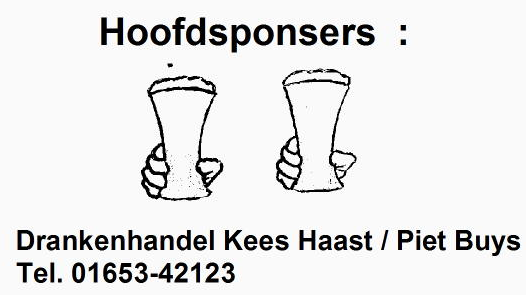 Hoofdsponsers :
Drankenhandel Kees Haast / Piet Buys
Tel. 01653-42123